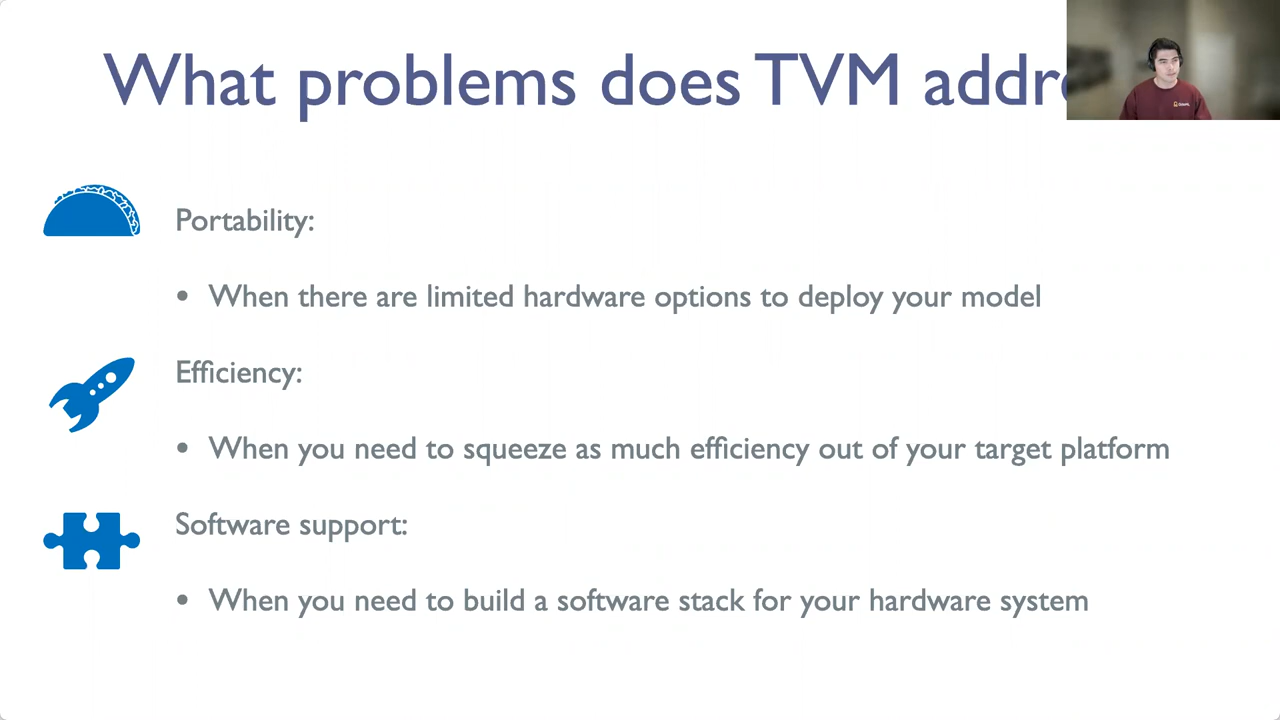 What problems does TVM
Portability:
• When there are limited hardware options to deploy your model
Efficiency:
• When you need to squeeze as much efficiency out of your target platform
Software support:
• When you need to build a software stack for your hardware system